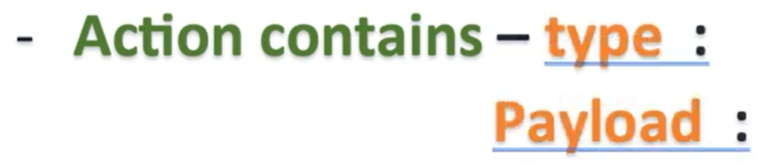 - Action contains – type :
Payload :